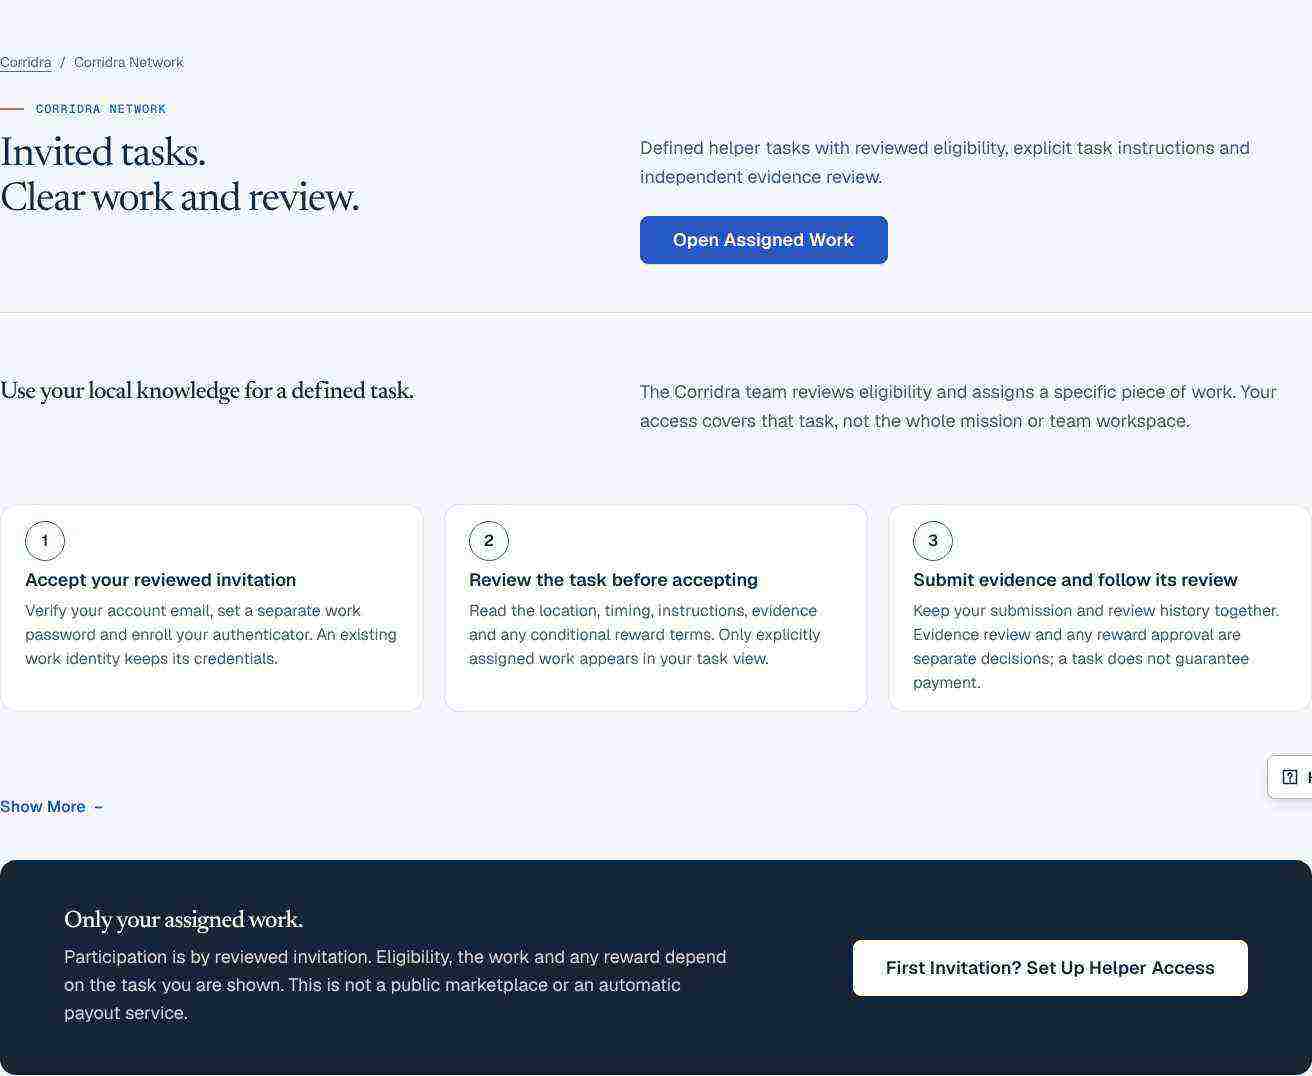 Corridra / Corridra Network
CORRIDRA NETWORK
Invited tasks.
Clear work and review.
Defined helper tasks with reviewed eligibility, explicit task instructions and
independent evidence review.
Open Assigned Work
Use your local knowledge for a defined task.
The Corridra team reviews eligibility and assigns a specific piece of work. Your
access covers that task, not the whole mission or team workspace.
1
Accept your reviewed invitation
Verify your account email, set a separate work
password and enroll your authenticator. An existing
work identity keeps its credentials.
2
Review the task before accepting
Read the location, timing, instructions, evidence
and any conditional reward terms. Only explicitly
assigned work appears in your task view.
3
Submit evidence and follow its review
Keep your submission and review history together.
Evidence review and any reward approval are
separate decisions; a task does not guarantee
payment.
Show More –
Only your assigned work.
Participation is by reviewed invitation. Eligibility, the work and any reward depend
on the task you are shown. This is not a public marketplace or an automatic
payout service.
First Invitation? Set Up Helper Access